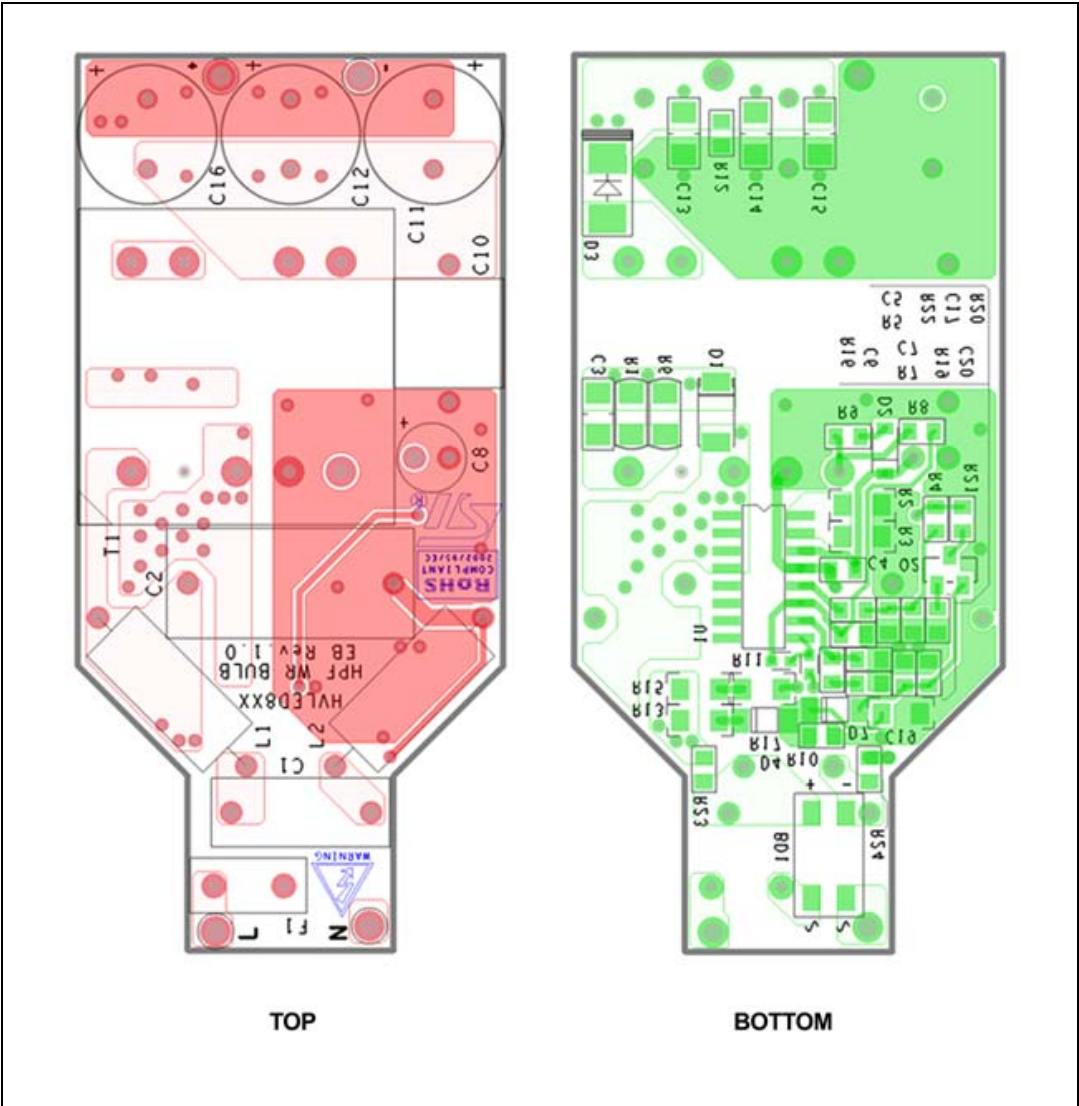 + + - + +
C16
C12
C11
C10
+
C8
ST
®
RoHS
COMPLIANT
2002/95/EC
T1
C2
EB Rev.1.0
HPF WR BULB
HVLED8XX
L1
L2
C1
WARNING
F1
L
N
TOP
C13
R12
C14
C15
D3
C5
R5
R22
C17
R20
R16
C6
C7
R7
R19
C20
C3
R1
R6
D1
R9
D2
R8
R4
R21
R2
R3
C4
Q2
U1
R11
R15
R13
R17
D4
R10
D7
C19
R23
+ -
BD1
R24
~ ~
BOTTOM